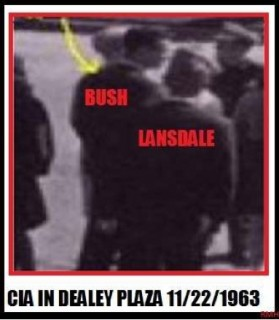 BUSH
LANSDALE
CIA IN DEALEY PLAZA 11/22/1963